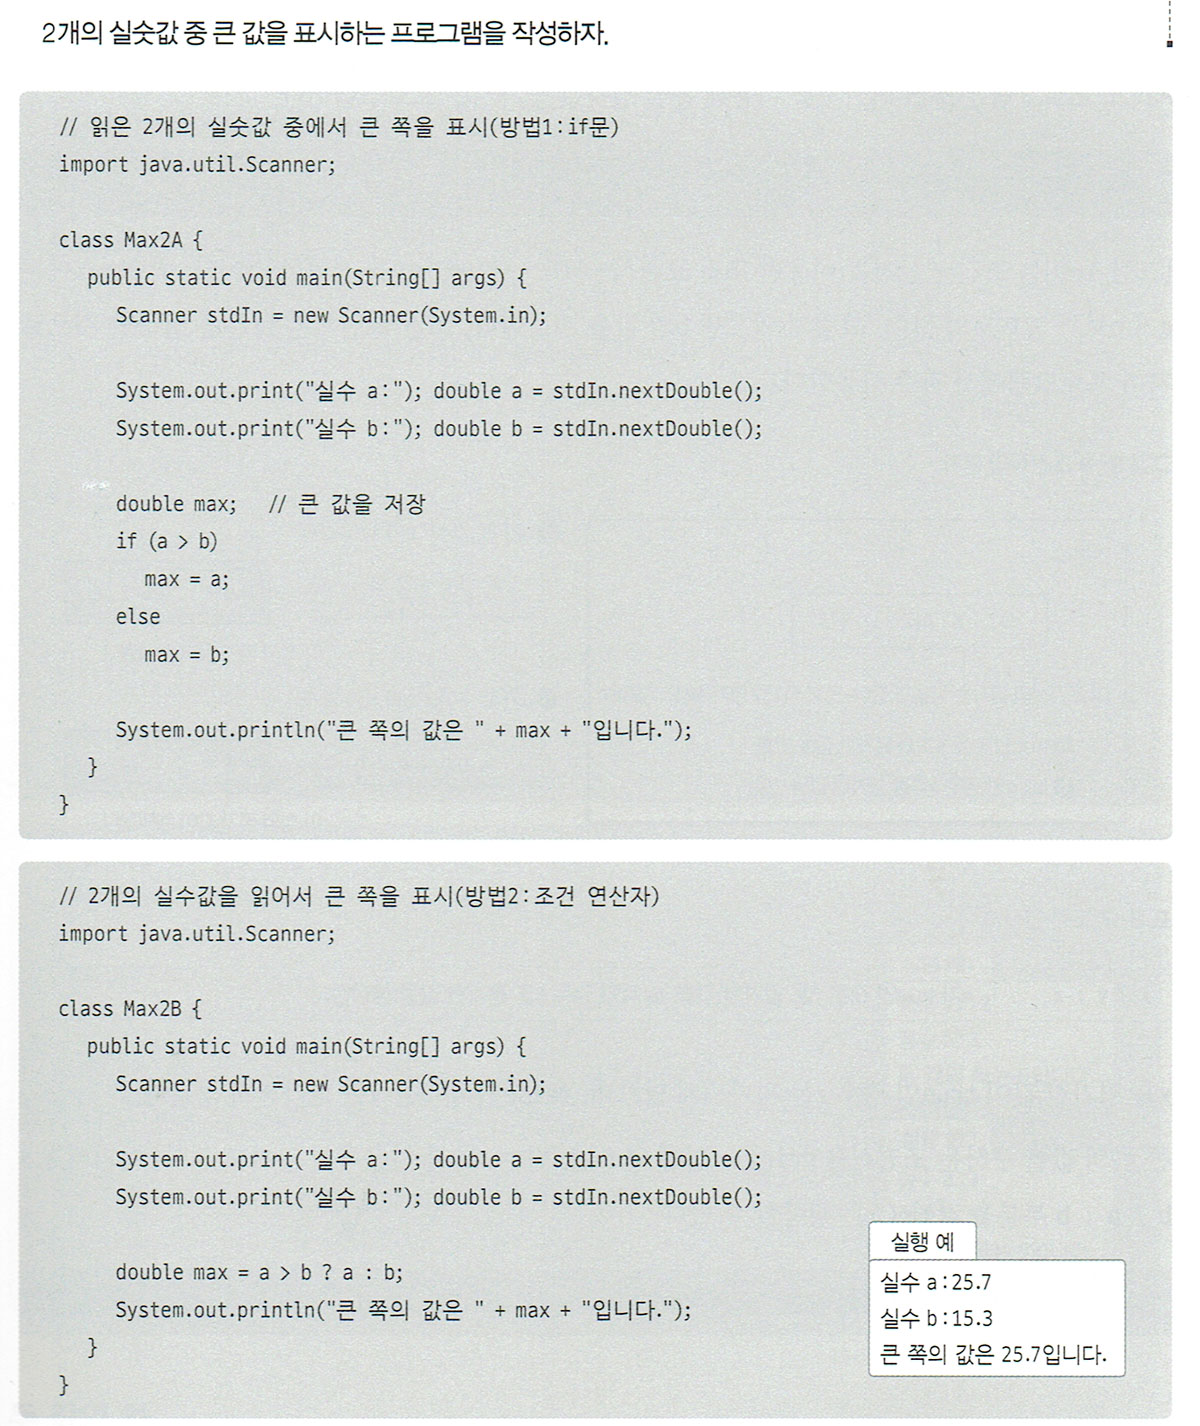 2개의 실숫값 중 큰 값을 표시하는 프로그램을 작성하자.
// 읽은 2개의 실숫값 중에서 큰 쪽을 표시(방법1:if문)
import java.util.Scanner;
class Max2A {
public static void main(String[] args) {
Scanner stdIn = new Scanner(System.in);
System.out.print("실수 a:"); double a = stdIn.nextDouble();
System.out.print("실수 b:"); double b = stdIn.nextDouble();
double max; // 큰 값을 저장
if (a > b)
max = a;
else
max = b;
System.out.println("큰 쪽의 값은 " + max + "입니다.");
}
}
// 2개의 실수값을 읽어서 큰 쪽을 표시(방법2:조건 연산자)
import java.util.Scanner;
class Max2B {
public static void main(String[] args) {
Scanner stdIn = new Scanner(System.in);
System.out.print("실수 a:"); double a = stdIn.nextDouble();
System.out.print("실수 b:"); double b = stdIn.nextDouble();
double max = a > b ? a : b;
System.out.println("큰 쪽의 값은 " + max + "입니다.");
}
}
실행 예
실수 a:25.7
실수 b:15.3
큰 쪽의 값은 25.7입니다.